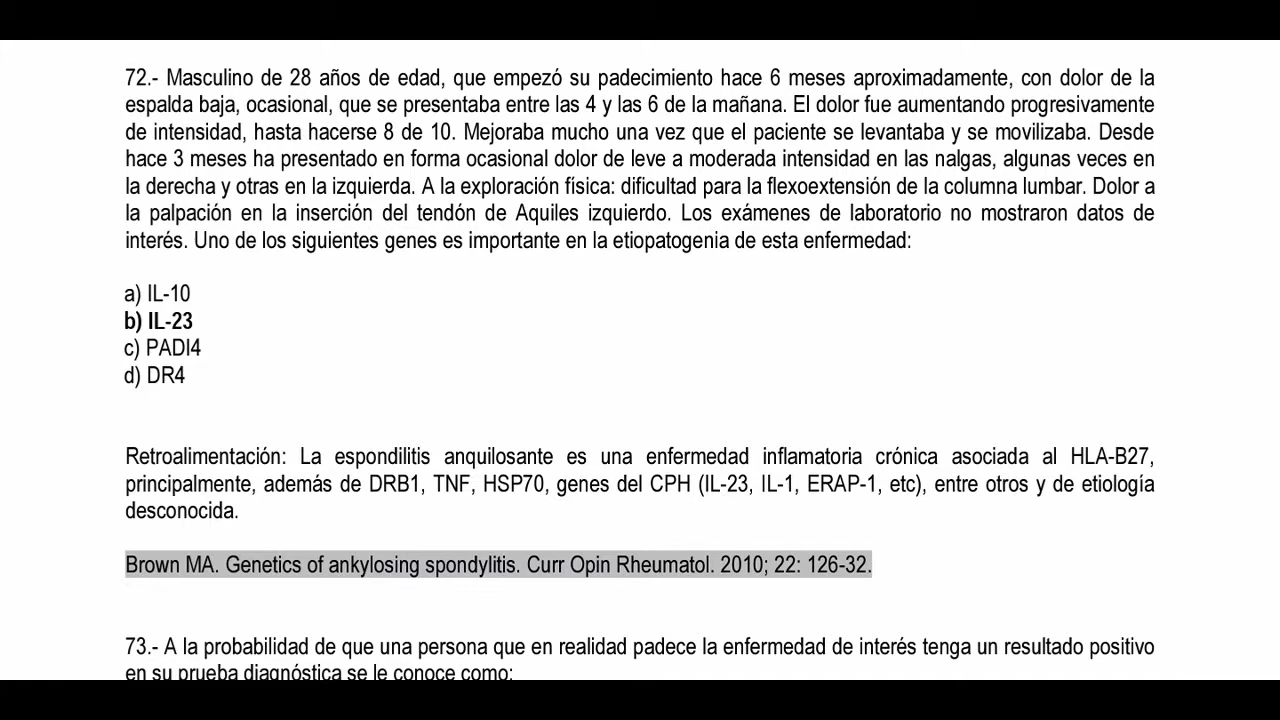 72.- Masculino de 28 años de edad, que empezó su padecimiento hace 6 meses aproximadamente, con dolor de la
espalda baja, ocasional, que se presentaba entre las 4 y las 6 de la mañana. El dolor fue aumentando progresivamente
de intensidad, hasta hacerse 8 de 10. Mejoraba mucho una vez que el paciente se levantaba y se movilizaba. Desde
hace 3 meses ha presentado en forma ocasional dolor de leve a moderada intensidad en las nalgas, algunas veces en
la derecha y otras en la izquierda. A la exploración física: dificultad para la flexoextensión de la columna lumbar. Dolor a
la palpación en la inserción del tendón de Aquiles izquierdo. Los exámenes de laboratorio no mostraron datos de
interés. Uno de los siguientes genes es importante en la etiopatogenia de esta enfermedad:
a) IL-10
b) IL-23
c) PADI4
d) DR4
Retroalimentación: La espondilitis anquilosante es una enfermedad inflamatoria crónica asociada al HLA-B27,
principalmente, además de DRB1, TNF, HSP70, genes del CPH (IL-23, IL-1, ERAP-1, etc), entre otros y de etiología
desconocida.
Brown MA. Genetics of ankylosing spondylitis. Curr Opin Rheumatol. 2010; 22: 126-32.
73.- A la probabilidad de que una persona que en realidad padece la enfermedad de interés tenga un resultado positivo
en su prueba diagnóstica se le conoce como: